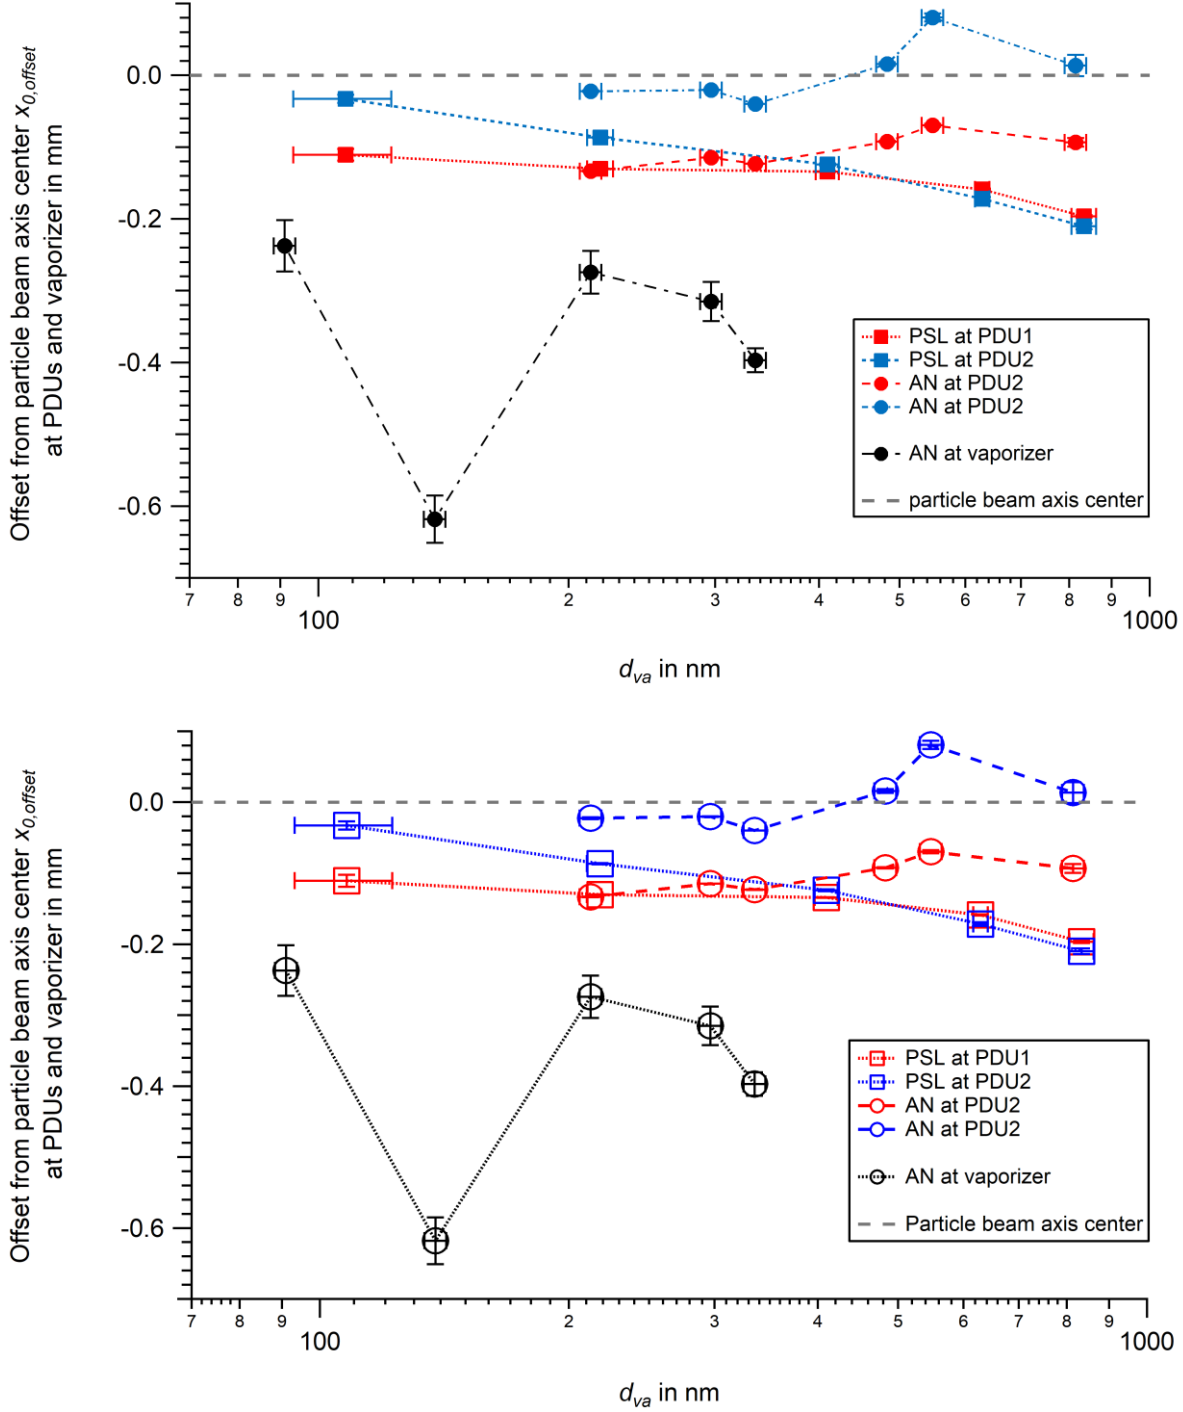 Offset from particle beam axis center x0,offset
at PDUs and vaporizer in mm
0.0
-0.2
-0.4
-0.6
PSL at PDU1
PSL at PDU2
AN at PDU2
AN at PDU2
AN at vaporizer
particle beam axis center
7 8 9 2 3 4 5 6 7 8 9
100 1000
dva in nm
Offset from particle beam axis center x0,offset
at PDUs and vaporizer in mm
0.0
-0.2
-0.4
-0.6
PSL at PDU1
PSL at PDU2
AN at PDU2
AN at PDU2
AN at vaporizer
Particle beam axis center
7 8 9 2 3 4 5 6 7 8 9
100 1000
dva in nm